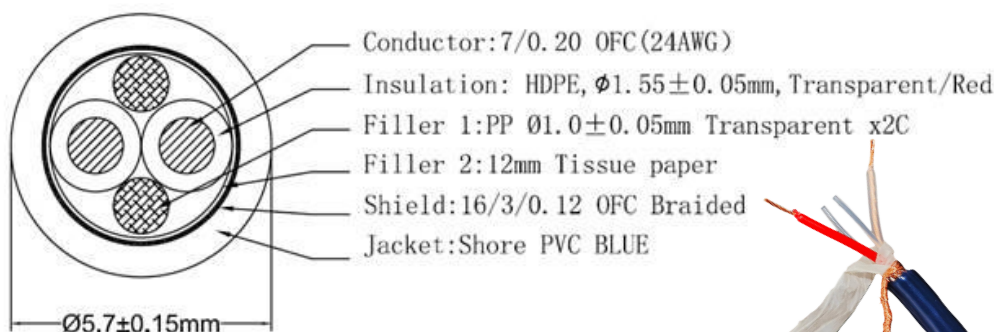 Conductor:7/0.20 OFC(24AWG)
Insulation: HDPE,Φ1.55±0.05mm,Transparent/Red
Filler 1:PP Ø1.0±0.05mm Transparent x2C
Filler 2:12mm Tissue paper
Shield:16/3/0.12 OFC Braided
Jacket:Shore PVC BLUE
Ø5.7±0.15mm